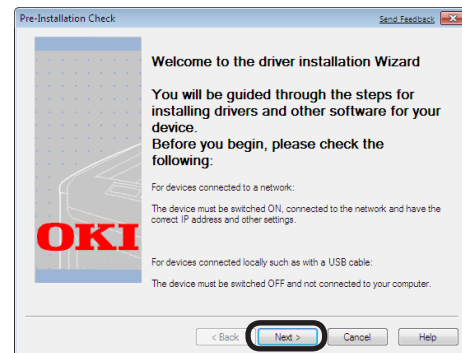 Pre-Installation Check
Send Feedback
Welcome to the driver installation Wizard
You will be guided through the steps for
installing drivers and other software for your
device.
Before you begin, please check the
following:
For devices connected to a network:
The device must be switched ON, connected to the network and have the
correct IP address and other settings.
OKI
For devices connected locally such as with a USB cable:
The device must be switched OFF and not connected to your computer.
< Back
Next >
Cancel
Help